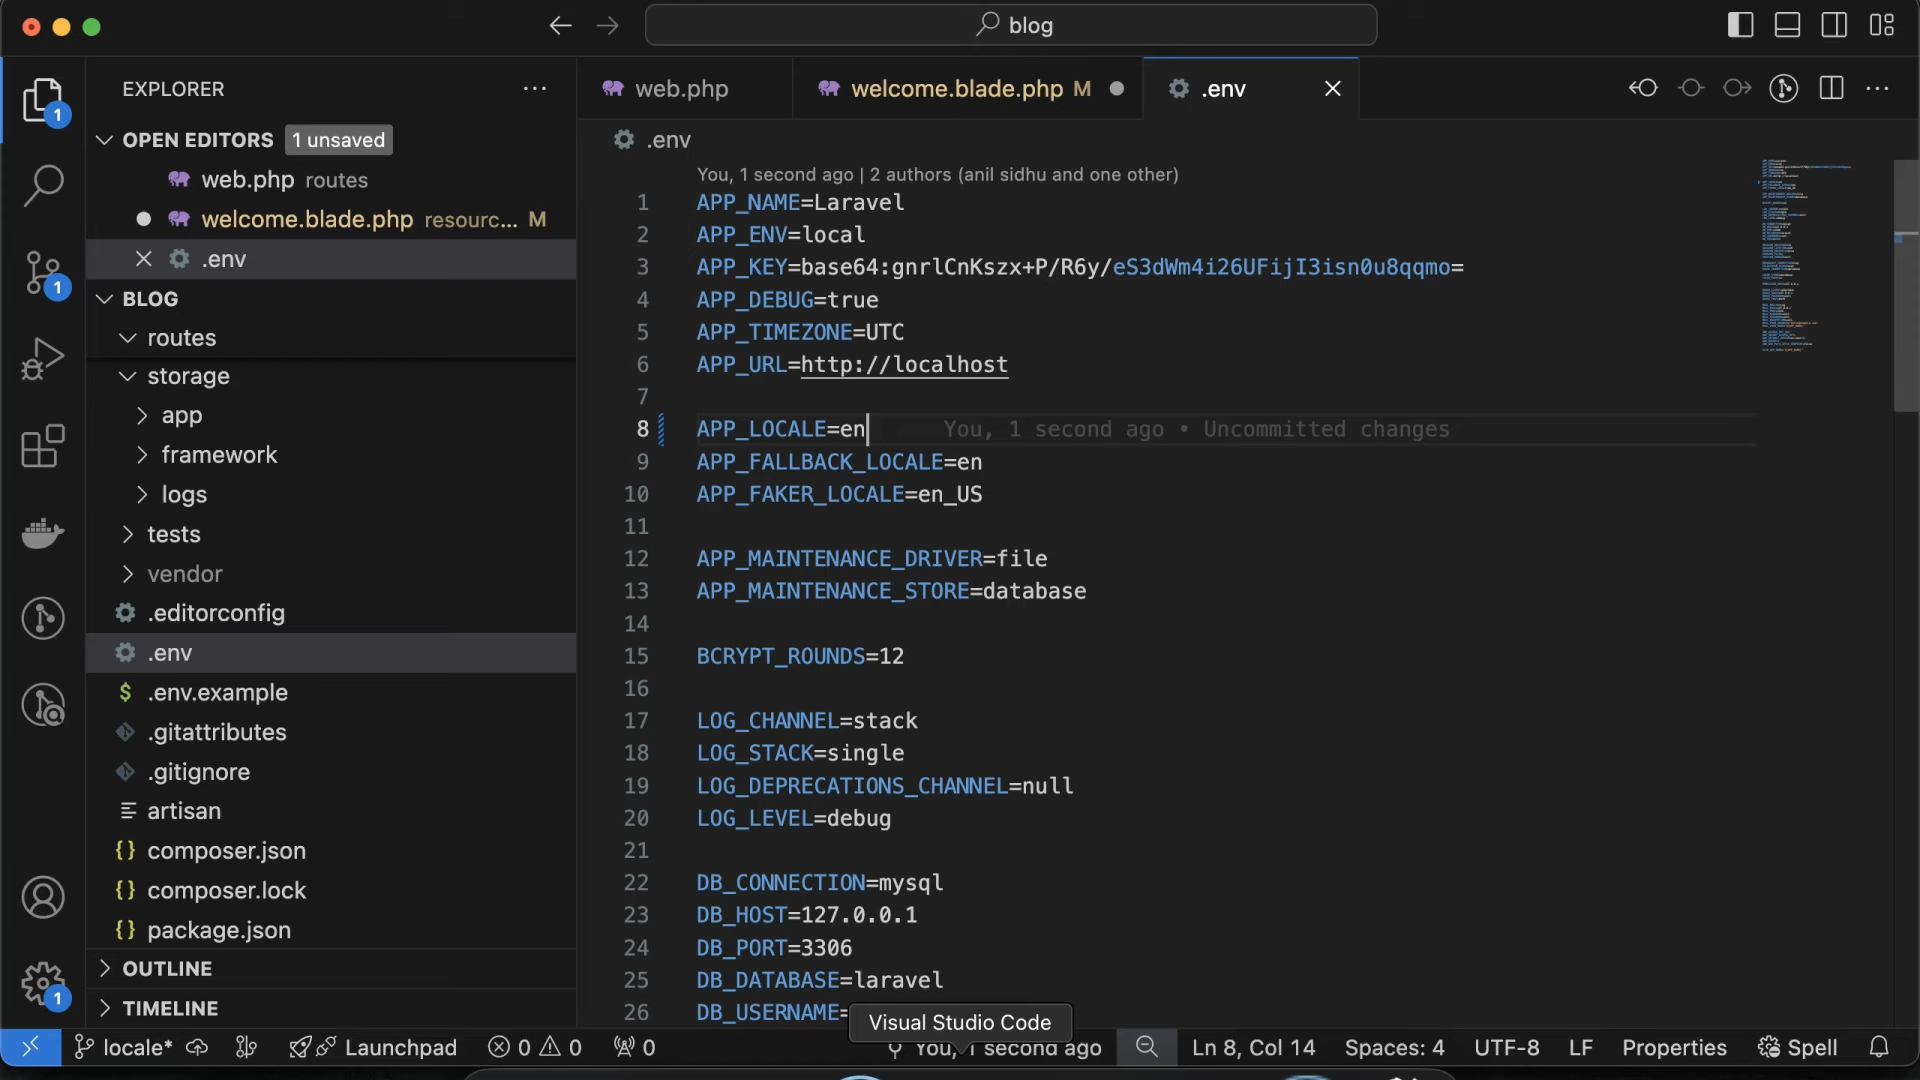 blog
EXPLORER
OPEN EDITORS 1 unsaved
web.php routes
welcome.blade.php resourc... M
.env
BLOG
routes
storage
app
framework
logs
tests
vendor
.editorconfig
.env
.env.example
.gitattributes
.gitignore
artisan
composer.json
composer.lock
package.json
OUTLINE
TIMELINE
1
1
1
web.php
welcome.blade.php M
.env
.env
You, 1 second ago | 2 authors (anil sidhu and one other)
1 APP_NAME=Laravel
2 APP_ENV=local
3 APP_KEY=base64:gnrlCnKszx+P/R6y/eS3dWm4i26UFijI3isn0u8qqmo=
4 APP_DEBUG=true
5 APP_TIMEZONE=UTC
6 APP_URL=http://localhost
7
8 APP_LOCALE=en You, 1 second ago • Uncommitted changes
9 APP_FALLBACK_LOCALE=en
10 APP_FAKER_LOCALE=en_US
11
12 APP_MAINTENANCE_DRIVER=file
13 APP_MAINTENANCE_STORE=database
14
15 BCRYPT_ROUNDS=12
16
17 LOG_CHANNEL=stack
18 LOG_STACK=single
19 LOG_DEPRECATIONS_CHANNEL=null
20 LOG_LEVEL=debug
21
22 DB_CONNECTION=mysql
23 DB_HOST=127.0.0.1
24 DB_PORT=3306
25 DB_DATABASE=laravel
26 DB_USERNAME=
Visual Studio Code
locale* Launchpad 0 0 0 You, 1 second ago Ln 8, Col 14 Spaces: 4 UTF-8 LF Properties Spell